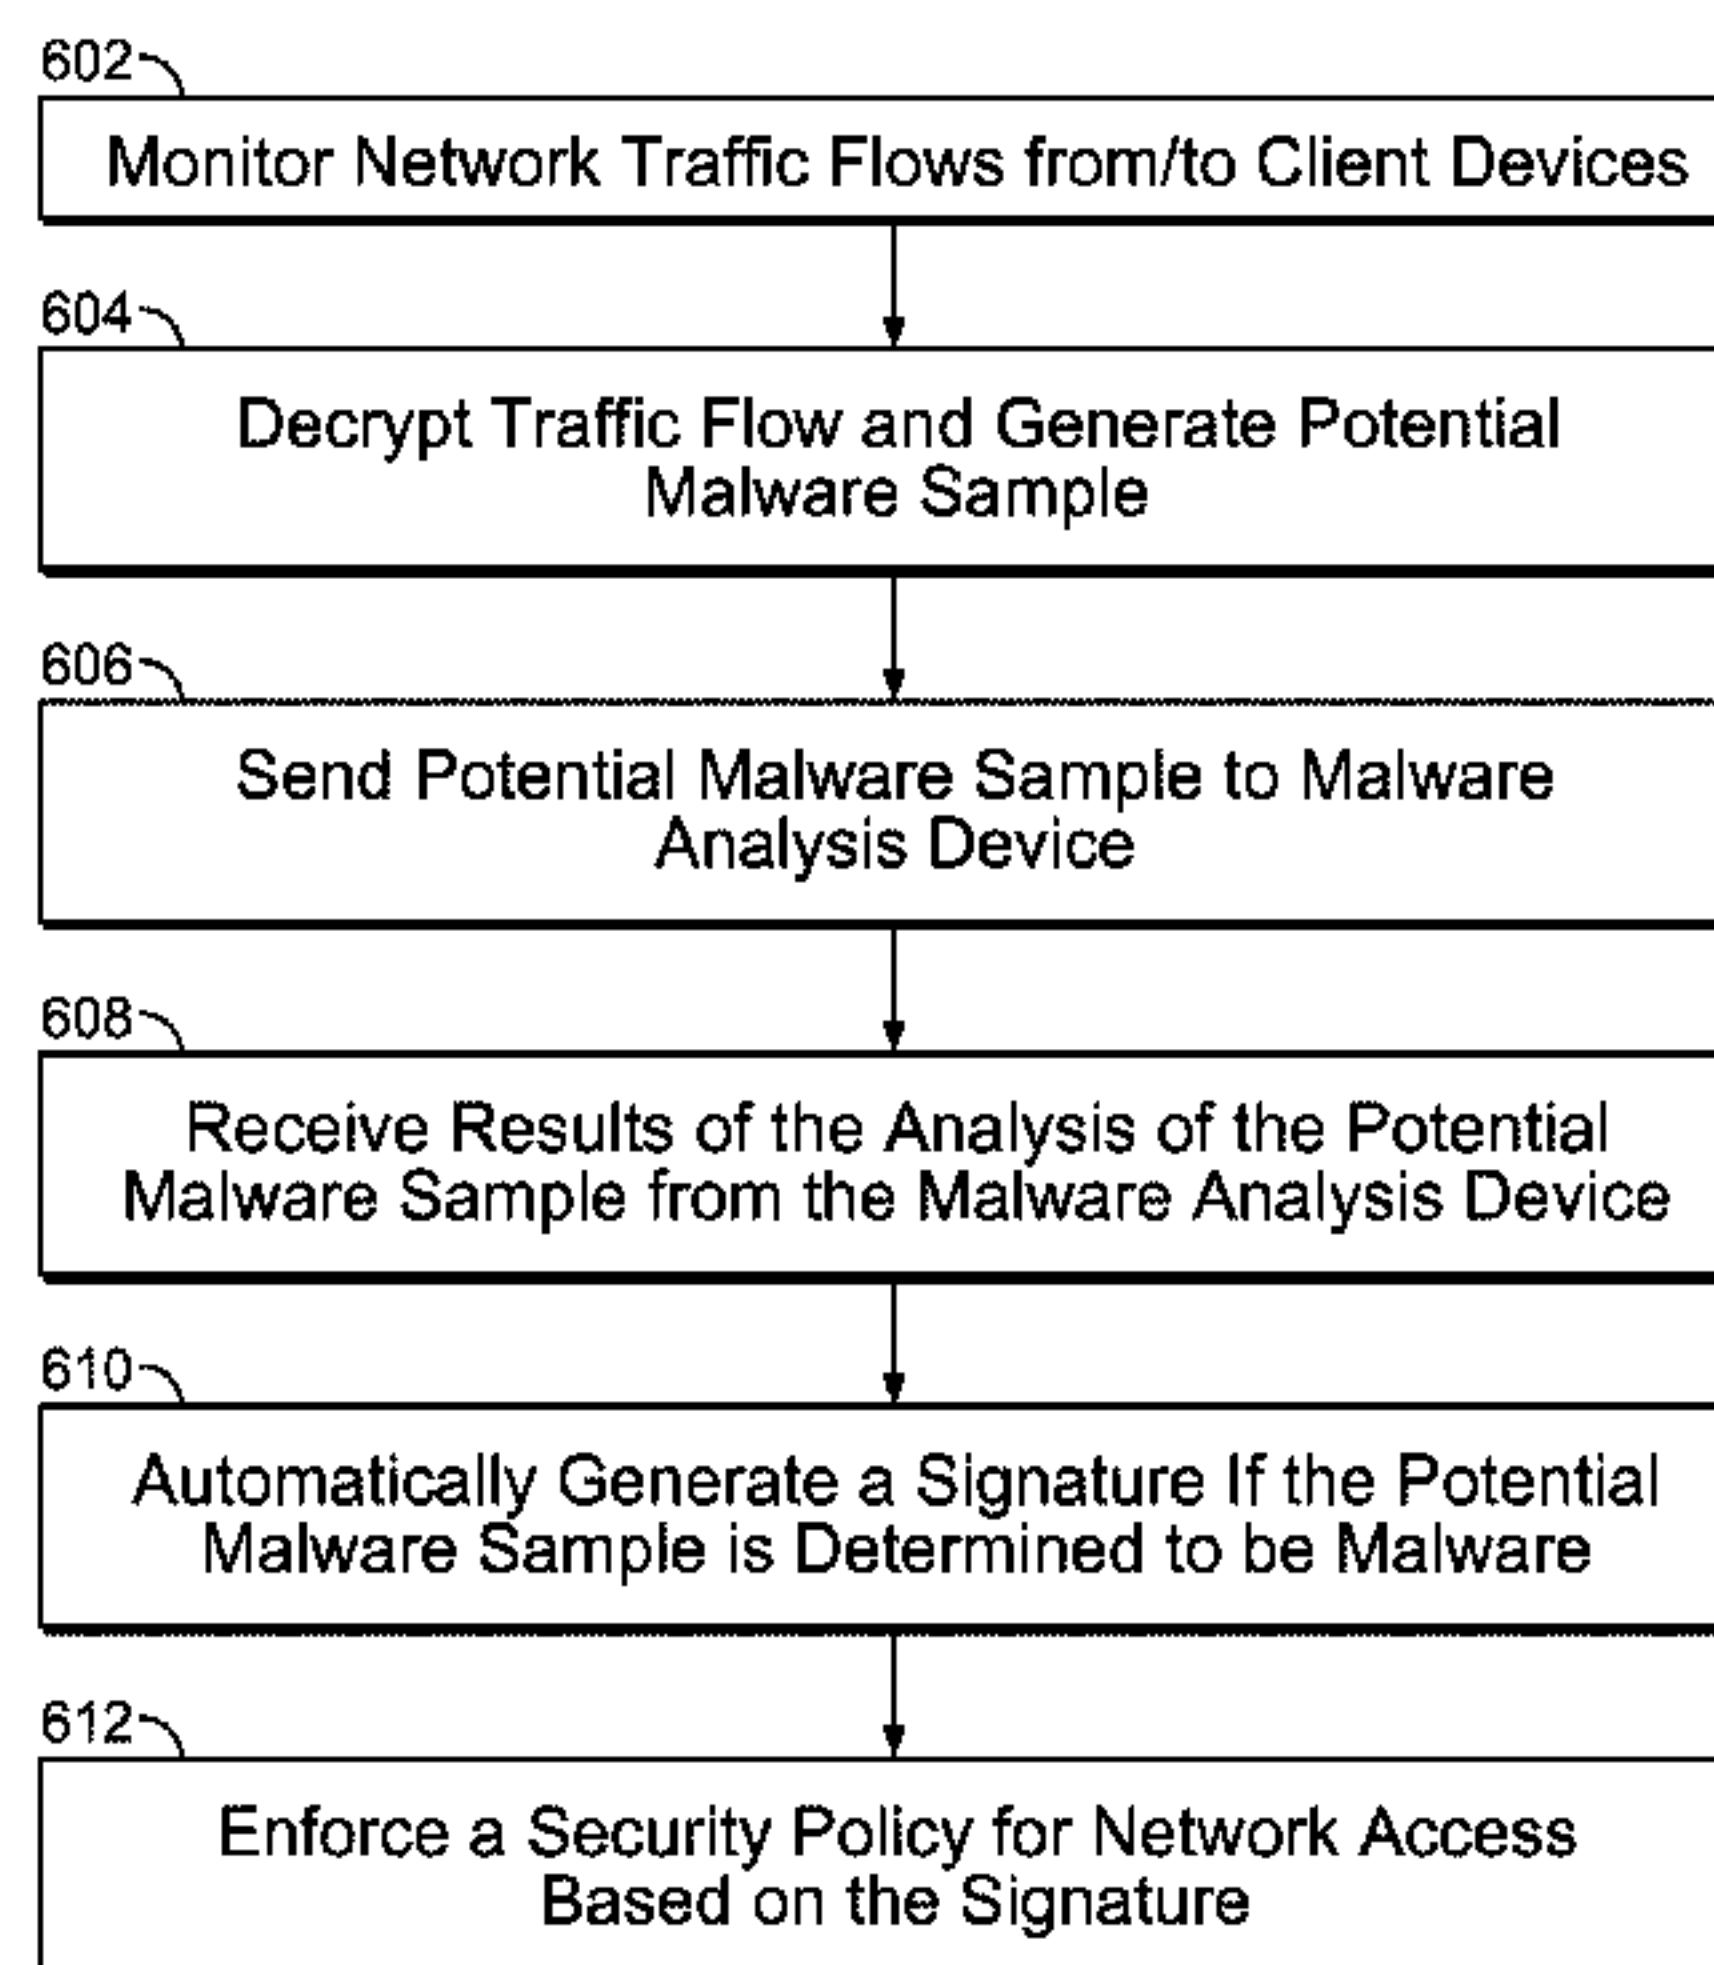 602
Monitor Network Traffic Flows from/to Client Devices
604
Decrypt Traffic Flow and Generate Potential
Malware Sample
606
Send Potential Malware Sample to Malware
Analysis Device
608
Receive Results of the Analysis of the Potential
Malware Sample from the Malware Analysis Device
610
Automatically Generate a Signature If the Potential
Malware Sample is Determined to be Malware
612
Enforce a Security Policy for Network Access
Based on the Signature